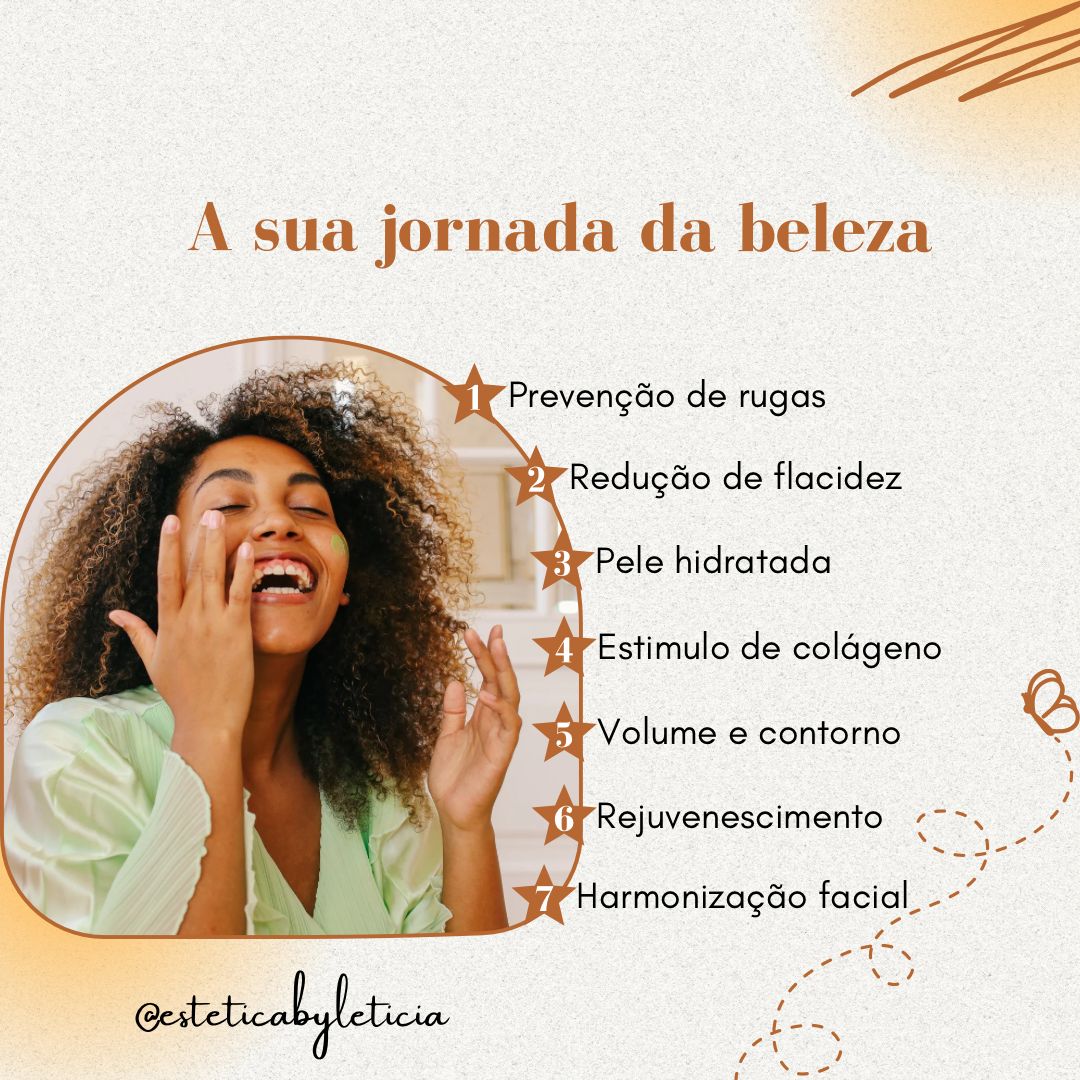 A sua jornada da beleza
1 Prevenção de rugas
2 Redução de flacidez
3 Pele hidratada
4 Estimulo de colágeno
5 Volume e contorno
6 Rejuvenescimento
7 Harmonização facial
@esteticabyleticia